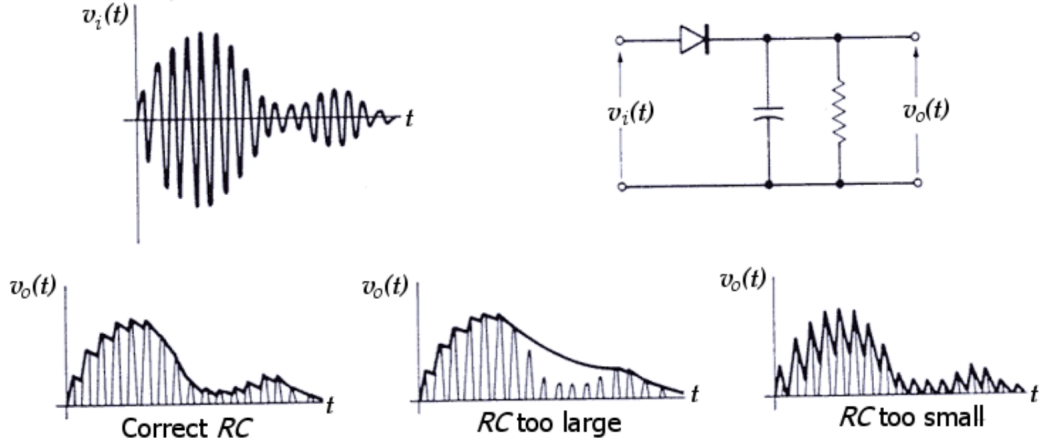 vi(t)
t
vi(t)
vo(t)
vo(t)
t
Correct RC
vo(t)
t
RC too large
vo(t)
t
RC too small